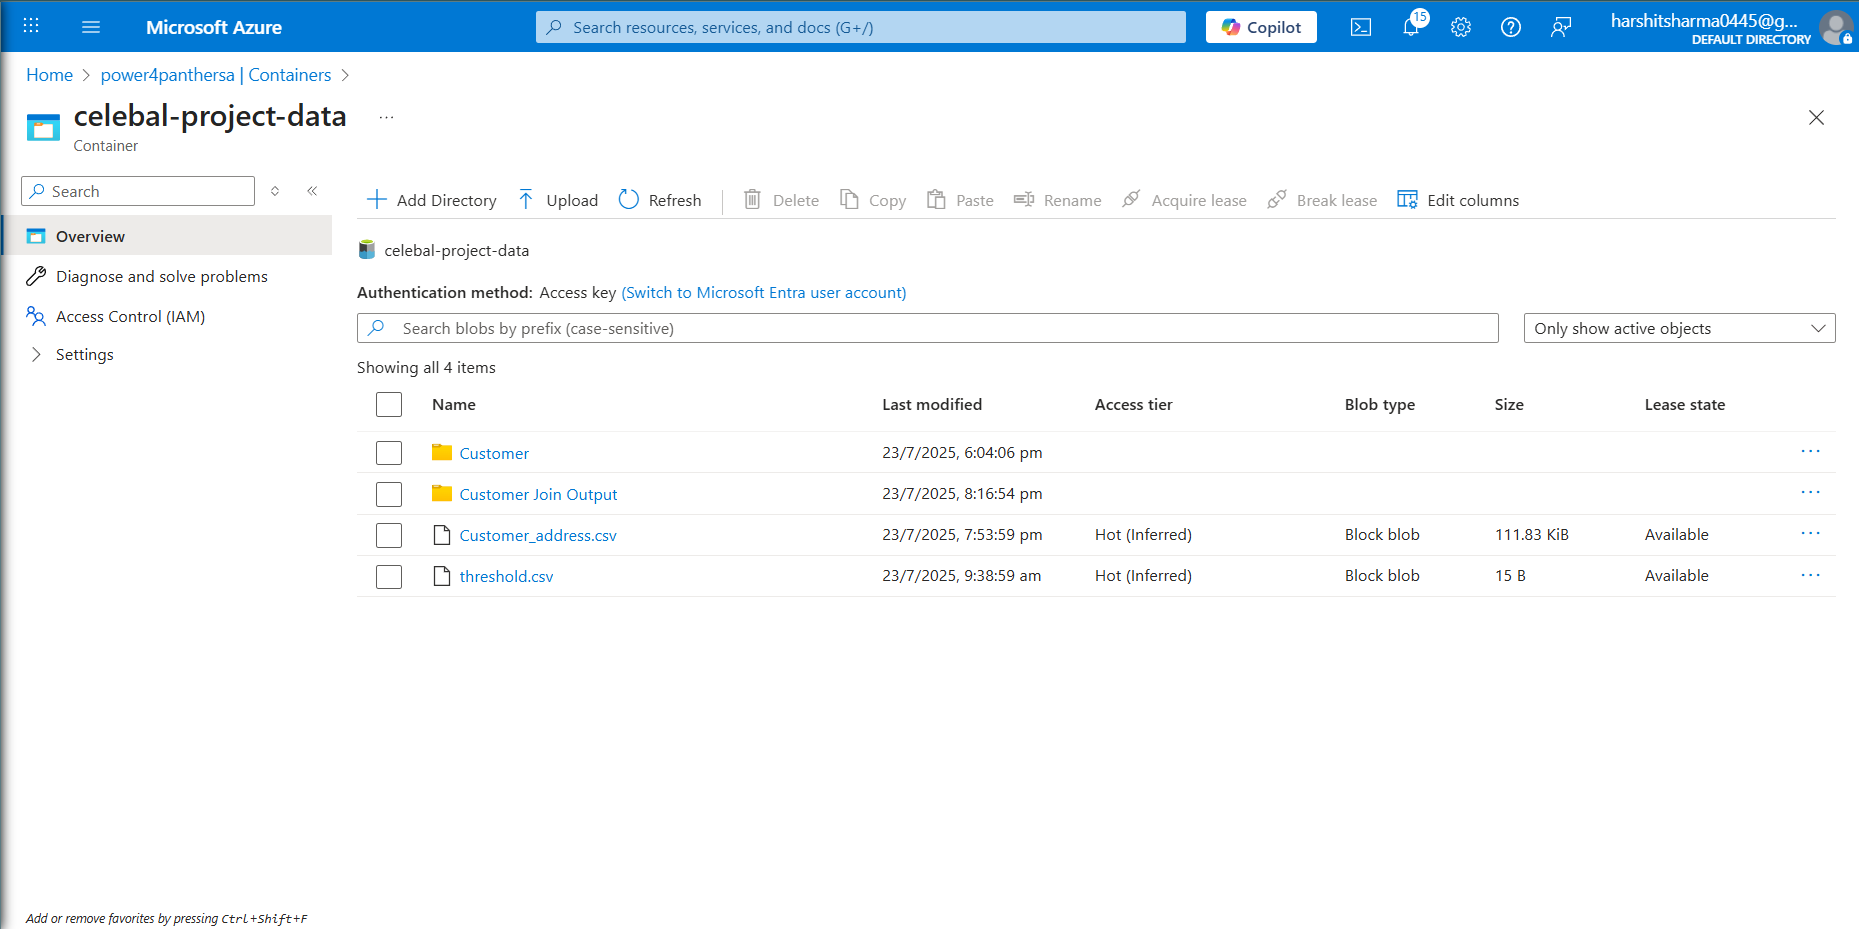 Microsoft Azure
Search resources, services, and docs (G+/)
Copilot
15
harshitsharma0445@g...
DEFAULT DIRECTORY
Home > power4panthersa | Containers >
celebal-project-data ...
Container
Search
Overview
Diagnose and solve problems
Access Control (IAM)
Settings
Add Directory Upload Refresh Delete Copy Paste Rename Acquire lease Break lease Edit columns
celebal-project-data
Authentication method: Access key (Switch to Microsoft Entra user account)
Search blobs by prefix (case-sensitive) Only show active objects
Showing all 4 items
Name Last modified Access tier Blob type Size Lease state
Customer 23/7/2025, 6:04:06 pm ...
Customer Join Output 23/7/2025, 8:16:54 pm ...
Customer_address.csv 23/7/2025, 7:53:59 pm Hot (Inferred) Block blob 111.83 KiB Available ...
threshold.csv 23/7/2025, 9:38:59 am Hot (Inferred) Block blob 15 B Available ...
Add or remove favorites by pressing Ctrl+Shift+F